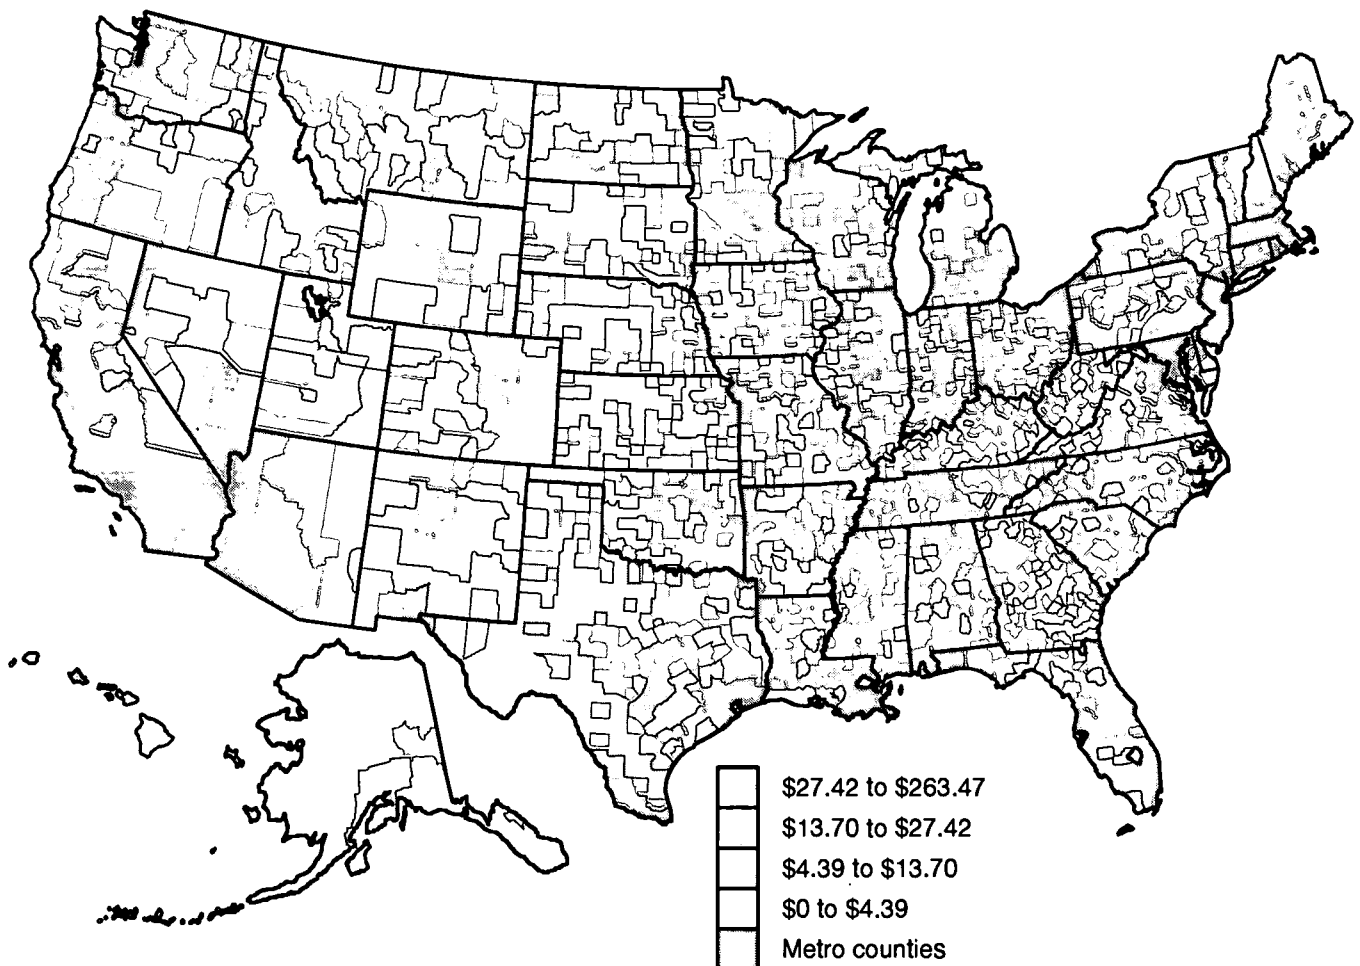 $27.42 to $263.47
$13.70 to $27.42
$4.39 to $13.70
$0 to $4.39
Metro counties